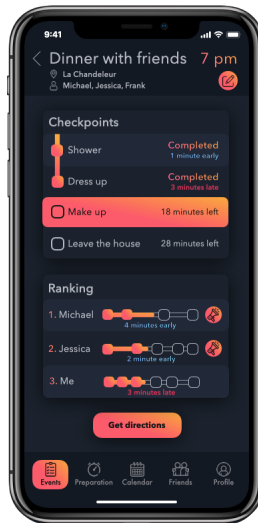 9:41
Dinner with friends 7 pm
La Chandeleur
Michael, Jessica, Frank
Checkpoints
Shower Completed
1 minute early
Dress up Completed
3 minutes late
Make up 18 minutes left
Leave the house 28 minutes left
Ranking
1. Michael
4 minutes early
2. Jessica
2 minute early
3. Me
3 minutes late
Get directions
Events Preparation Calendar Friends Profile